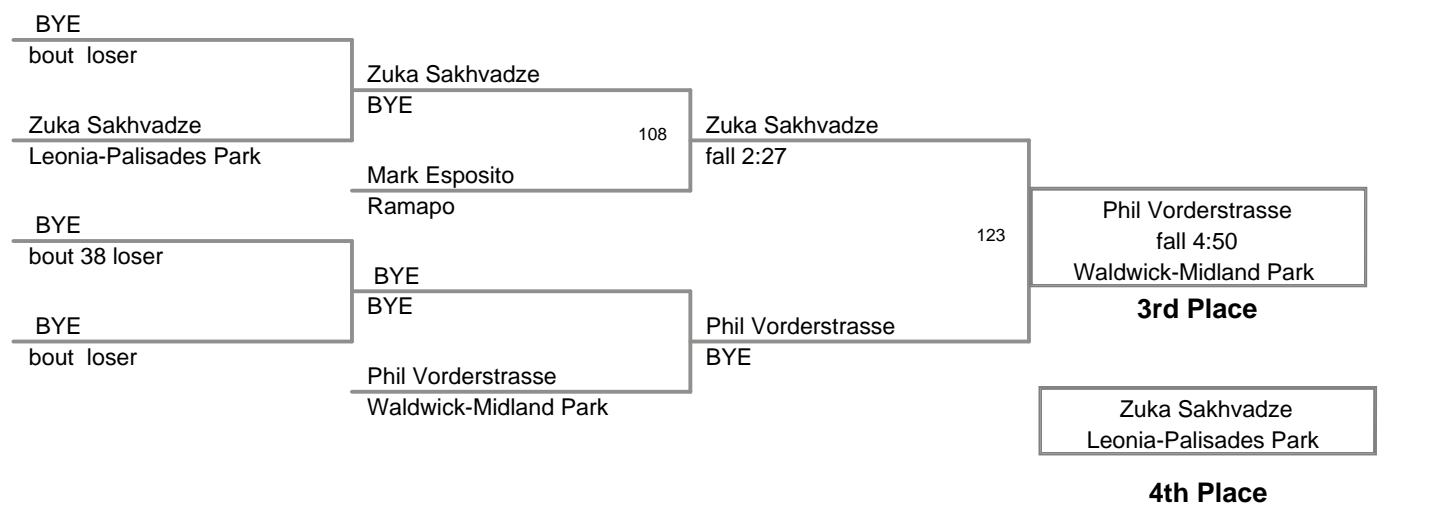 BYE
bout  loser
Zuka Sakhvadze
BYE
Zuka Sakhvadze
Leonia-Palisades Park
108
Zuka Sakhvadze
fall 2:27
Mark Esposito
Ramapo
BYE
bout 38 loser
BYE
BYE
BYE
bout  loser
Phil Vorderstrasse
Waldwick-Midland Park
Phil Vorderstrasse
BYE
123
Phil Vorderstrasse
fall 4:50
Waldwick-Midland Park
3rd Place
Zuka Sakhvadze
Leonia-Palisades Park
4th Place